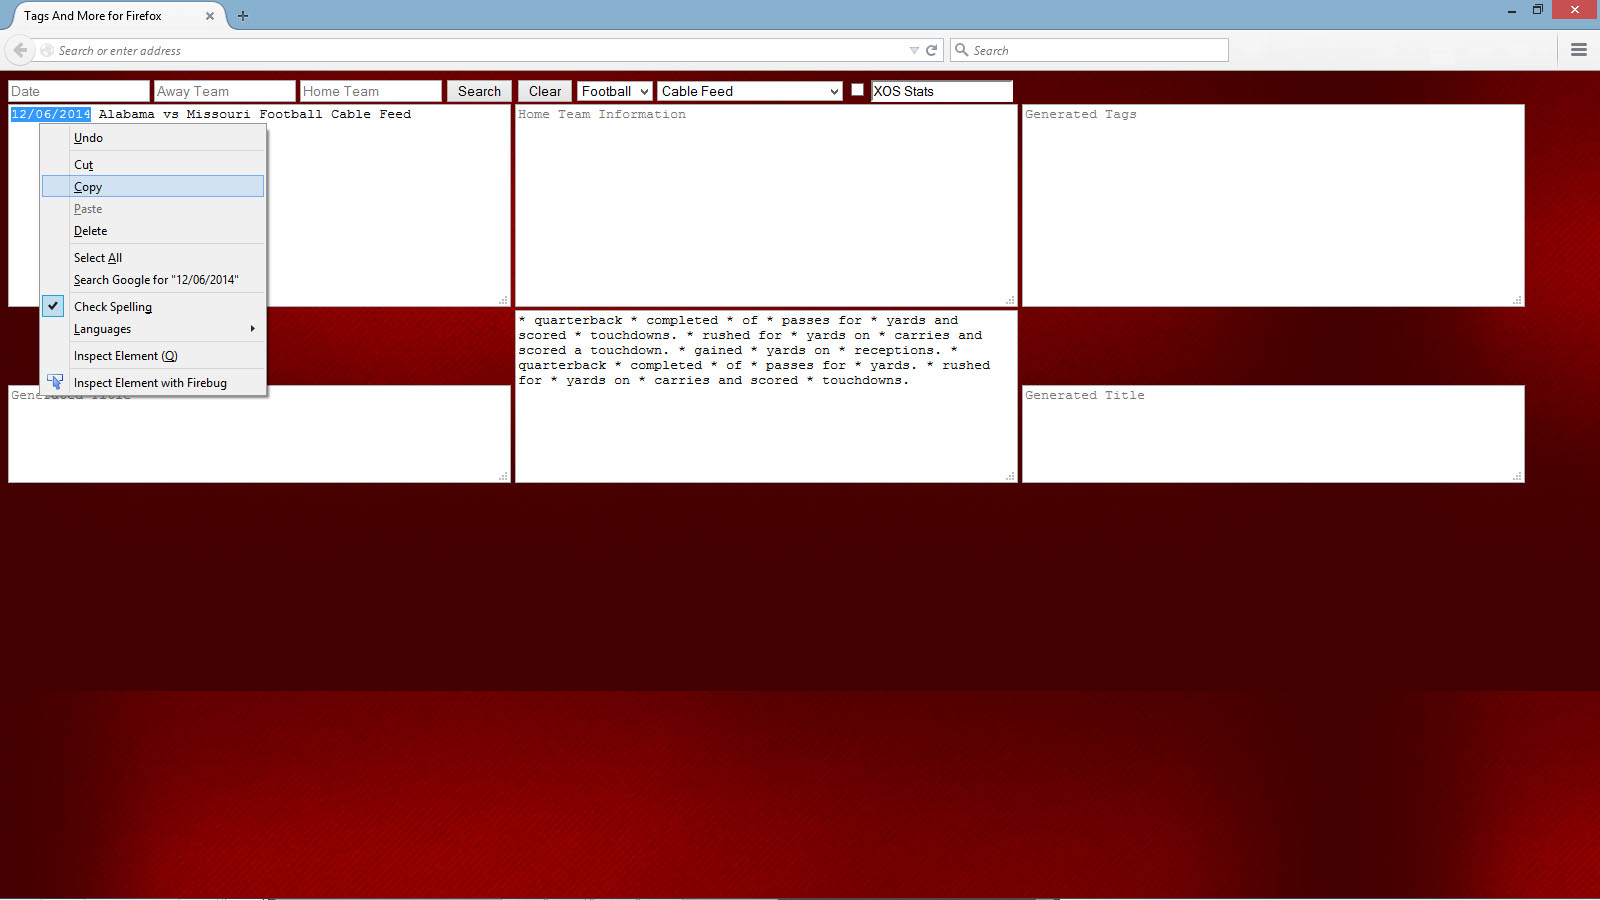 Tags And More for Firefox
Search or enter address
Search
Date
Away Team
Home Team
Search
Clear
Football
Cable Feed
XOS Stats
12/06/2014 Alabama vs Missouri Football Cable Feed
Home Team Information
Generated Tags
Undo
Cut
Copy
Paste
Delete
Select All
Search Google for "12/06/2014"
Check Spelling
Languages
Inspect Element (Q)
Inspect Element with Firebug
* quarterback * completed * of * passes for * yards and
scored * touchdowns. * rushed for * yards on * carries and
scored a touchdown. * gained * yards on * receptions. *
quarterback * completed * of * passes for * yards. * rushed
for * yards on * carries and scored * touchdowns.
Generated Title
Generated Title